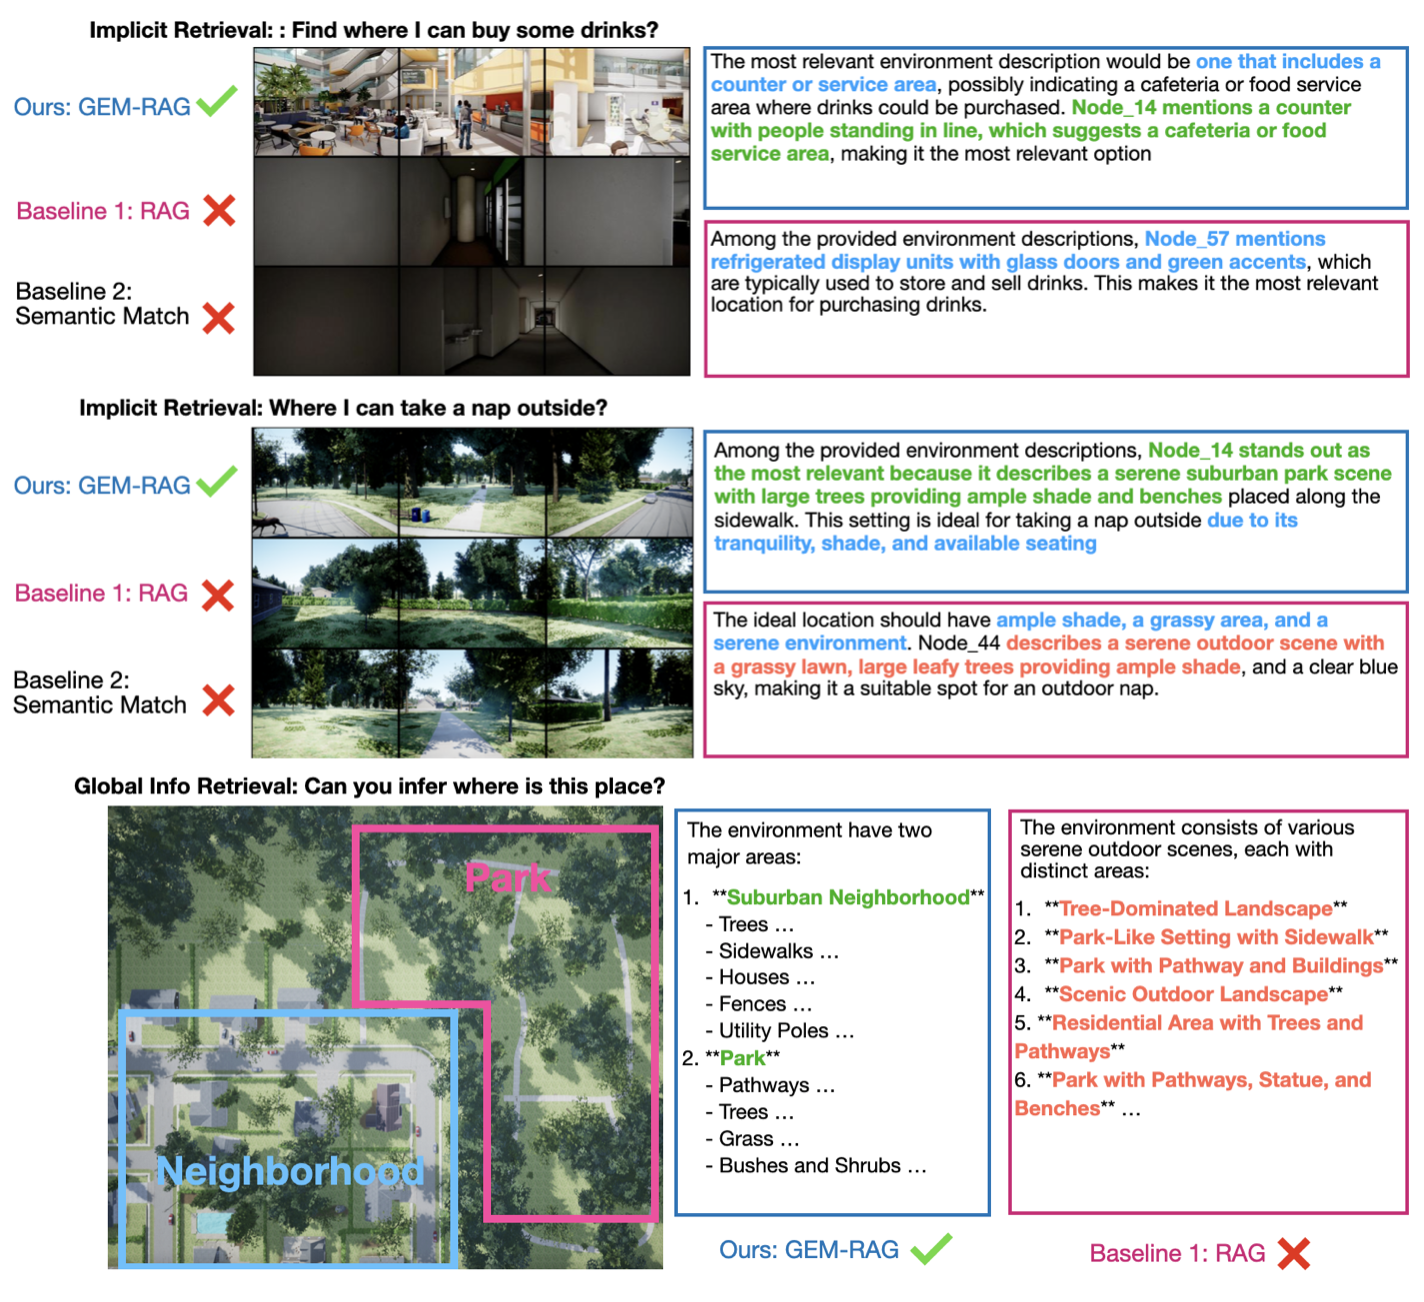 Implicit Retrieval: : Find where I can buy some drinks?
Ours: GEM-RAG
Baseline 1: RAG
Baseline 2:
Semantic Match
The most relevant environment description would be one that includes a
counter or service area, possibly indicating a cafeteria or food service
area where drinks could be purchased. Node_14 mentions a counter
with people standing in line, which suggests a cafeteria or food
service area, making it the most relevant option
Among the provided environment descriptions, Node_57 mentions
refrigerated display units with glass doors and green accents, which
are typically used to store and sell drinks. This makes it the most relevant
location for purchasing drinks.
Implicit Retrieval: Where I can take a nap outside?
Ours: GEM-RAG
Baseline 1: RAG
Baseline 2:
Semantic Match
Among the provided environment descriptions, Node_14 stands out as
the most relevant because it describes a serene suburban park scene
with large trees providing ample shade and benches placed along the
sidewalk. This setting is ideal for taking a nap outside due to its
tranquility, shade, and available seating
The ideal location should have ample shade, a grassy area, and a
serene environment. Node_44 describes a serene outdoor scene with
a grassy lawn, large leafy trees providing ample shade, and a clear blue
sky, making it a suitable spot for an outdoor nap.
Global Info Retrieval: Can you infer where is this place?
Park
Neighborhood
The environment have two
major areas:
1. **Suburban Neighborhood**
- Trees ...
- Sidewalks ...
- Houses ...
- Fences ...
- Utility Poles ...
2. **Park**
- Pathways ...
- Trees ...
- Grass ...
- Bushes and Shrubs ...
Ours: GEM-RAG
The environment consists of various
serene outdoor scenes, each with
distinct areas:
1. **Tree-Dominated Landscape**
2. **Park-Like Setting with Sidewalk**
3. **Park with Pathway and Buildings**
4. **Scenic Outdoor Landscape**
5. **Residential Area with Trees and
Pathways**
6. **Park with Pathways, Statue, and
Benches** ...
Baseline 1: RAG